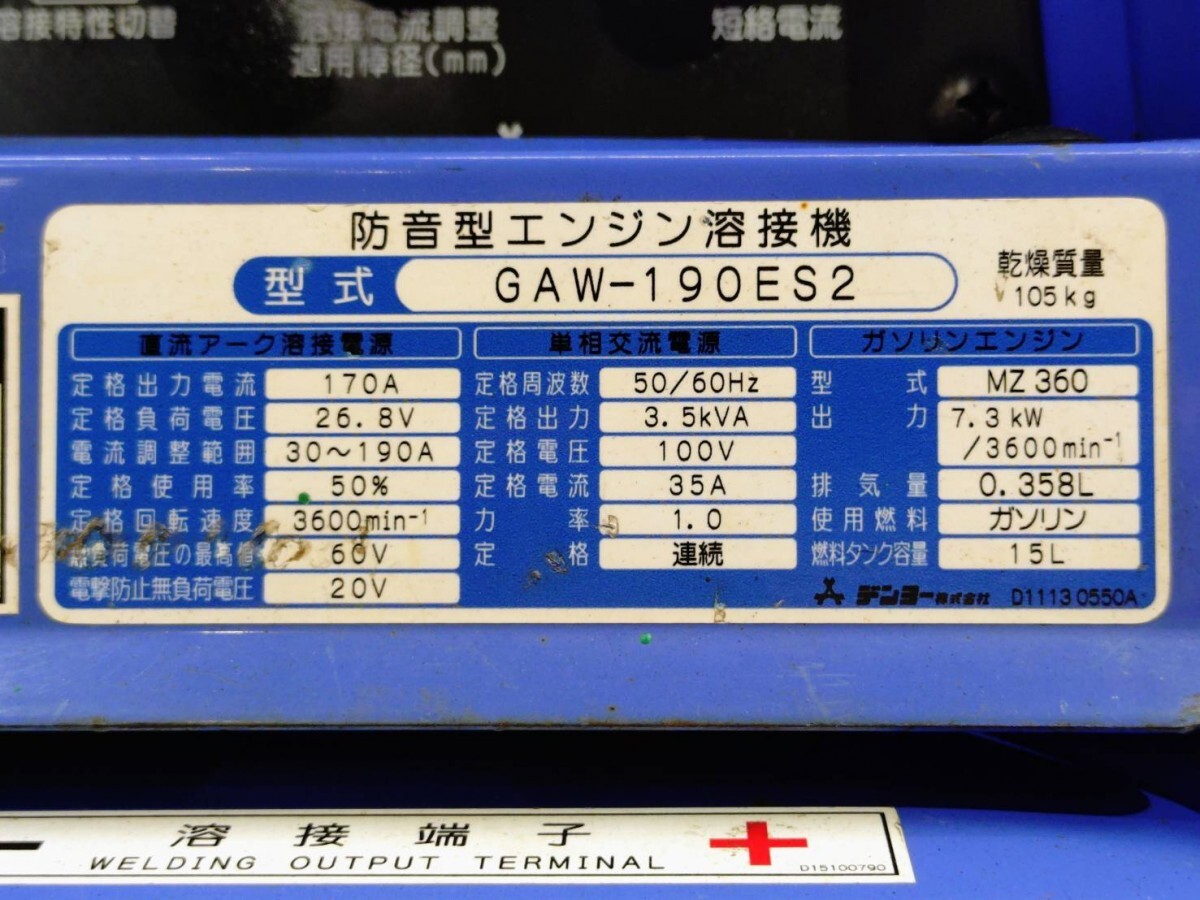 溶接特性切替
溶接電流調整
適用棒径(mm)
短絡電流
防音型エンジン溶接機
型式 GAW-190ES2
乾燥質量
105kg
直流アーク溶接電源
定格出力電流 170A
定格負荷電圧 26.8V
電流調整範囲 30～190A
定格使用率 50%
定格回転速度 3600min-1
無負荷電圧の最高値 60V
電撃防止無負荷電圧 20V
単相交流電源
定格周波数 50/60Hz
定格出力 3.5kVA
定格電圧 100V
定格電流 35A
力率 1.0
定格 連続
ガソリンエンジン
型式 MZ360
出力 7.3kW
/3600min-1
排気量 0.358L
使用燃料 ガソリン
燃料タンク容量 15L
デンヨー株式会社 D11130550A
- 溶接端子 +
WELDING OUTPUT TERMINAL
D15100790